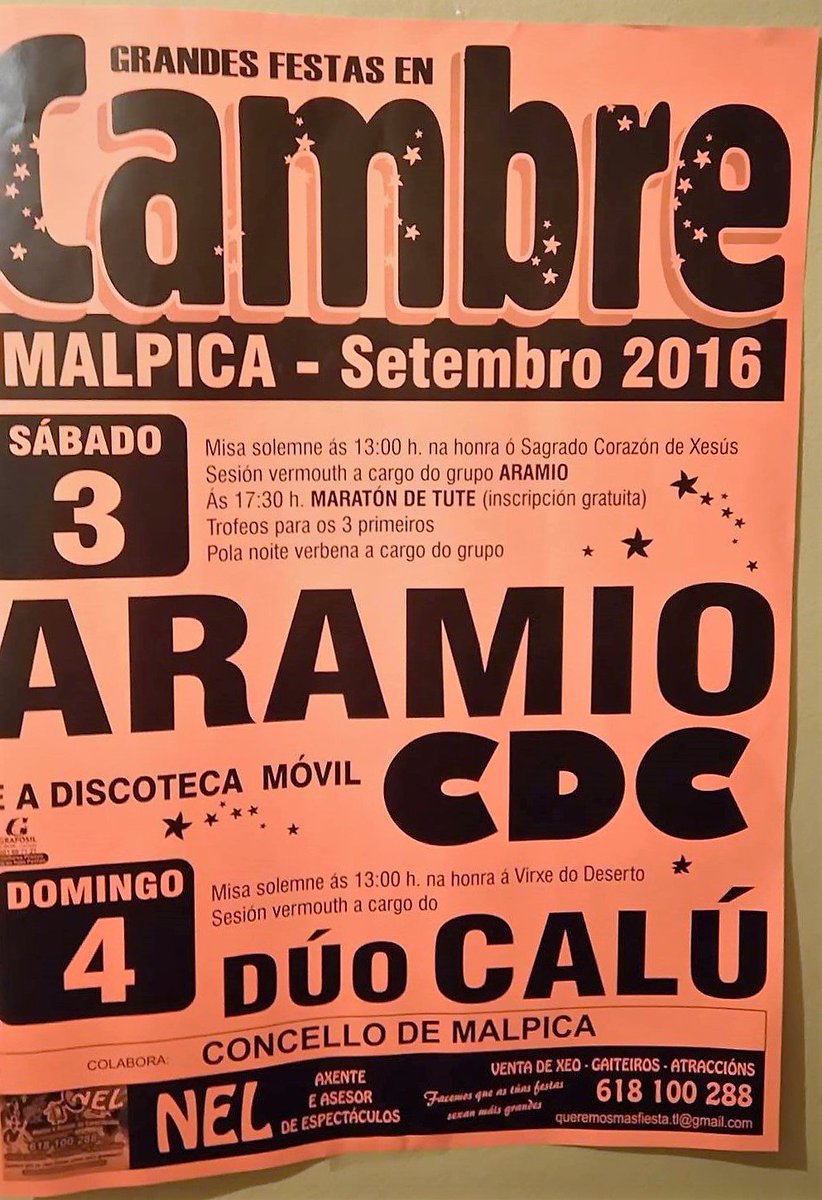 GRANDES FESTAS EN
Cambre
MALPICA - Setembro 2016
SÁBADO
3
Misa solemne ás 13:00 h. na honra ó Sagrado Corazón de Xesús
Sesión vermouth a cargo do grupo ARAMIO
Ás 17:30 h. MARATÓN DE TUTE (inscripción gratuita)
Trofeos para os 3 primeiros
Pola noite verbena a cargo do grupo
ARAMIO
E A DISCOTECA MÓVIL CDC
G
GRAFOSIL
DOMINGO
4
Misa solemne ás 13:00 h. na honra á Virxe do Deserto
Sesión vermouth a cargo do
DÚO CALÚ
COLABORA: CONCELLO DE MALPICA
NEL
618 100 288
NEL
AXENTE
E ASESOR
DE ESPECTÁCULOS
VENTA DE XEO - GAITEIROS - ATRACCIÓNS
Facemos que as túas festas
sexan máis grandes
618 100 288
queremosmasfiesta.tl@gmail.com